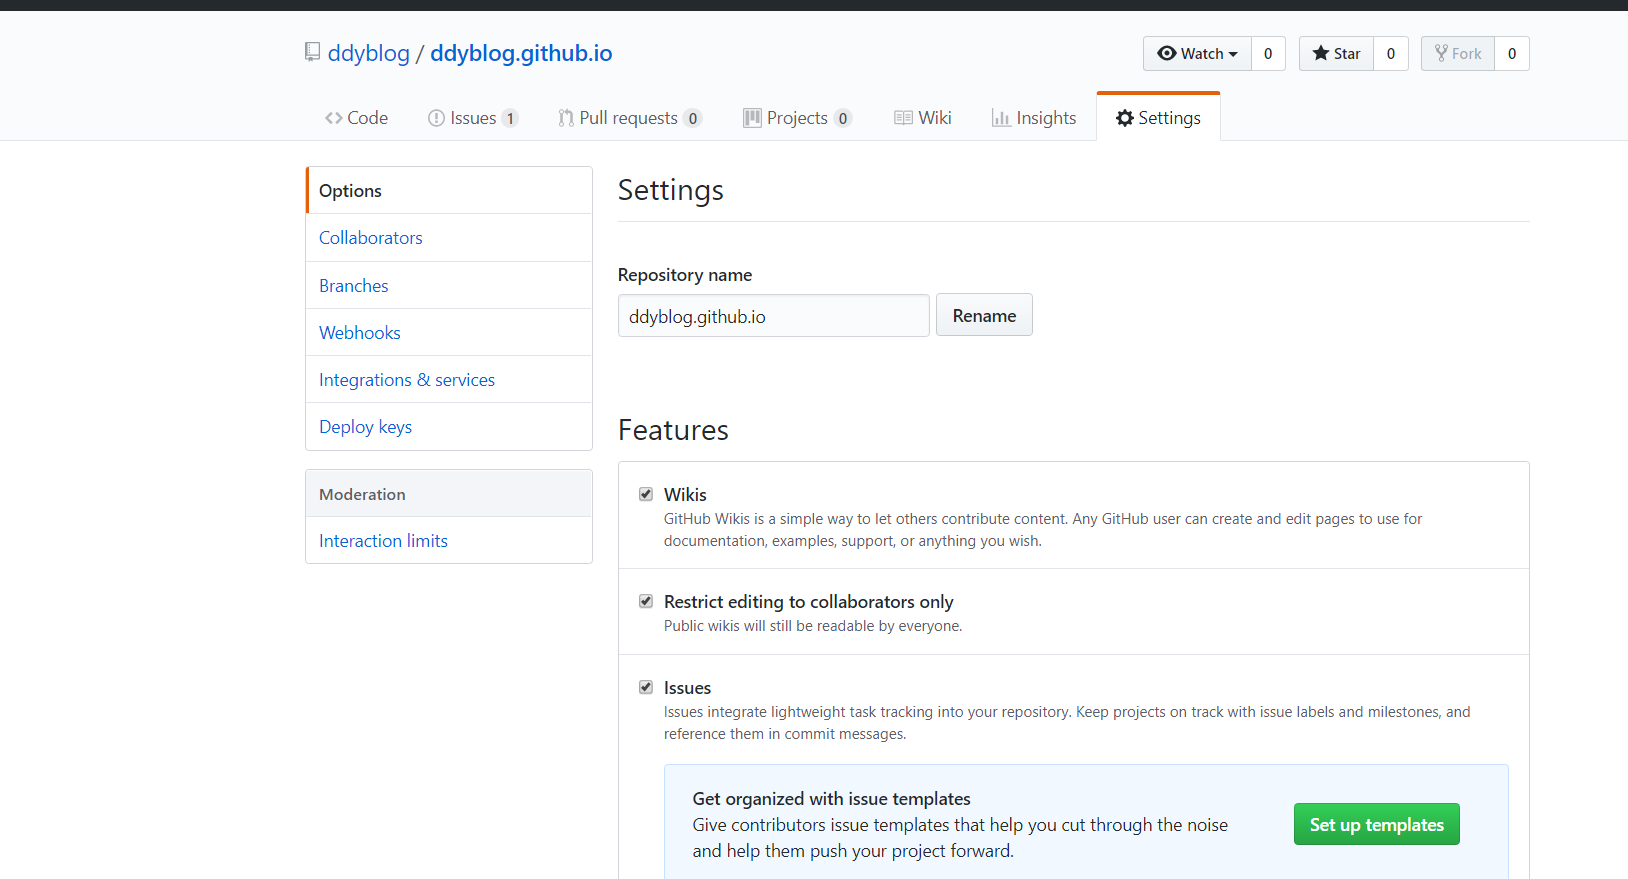 ddyblog / ddyblog.github.io
Watch 0 Star 0 Fork 0
Code Issues 1 Pull requests 0 Projects 0 Wiki Insights Settings
Options
Collaborators
Branches
Webhooks
Integrations & services
Deploy keys
Moderation
Interaction limits
Settings
Repository name
ddyblog.github.io Rename
Features
Wikis
GitHub Wikis is a simple way to let others contribute content. Any GitHub user can create and edit pages to use for
documentation, examples, support, or anything you wish.
Restrict editing to collaborators only
Public wikis will still be readable by everyone.
Issues
Issues integrate lightweight task tracking into your repository. Keep projects on track with issue labels and milestones, and
reference them in commit messages.
Get organized with issue templates
Give contributors issue templates that help you cut through the noise
and help them push your project forward.
Set up templates